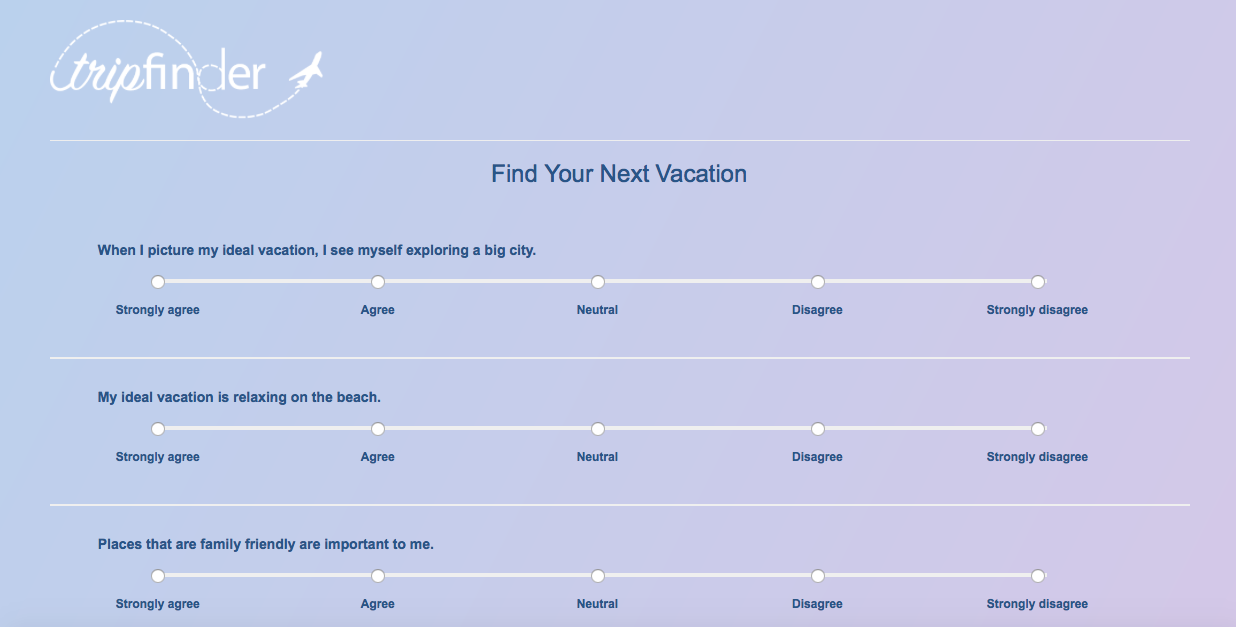 tripfinder
Find Your Next Vacation
When I picture my ideal vacation, I see myself exploring a big city.
Strongly agree Agree Neutral Disagree Strongly disagree
My ideal vacation is relaxing on the beach.
Strongly agree Agree Neutral Disagree Strongly disagree
Places that are family friendly are important to me.
Strongly agree Agree Neutral Disagree Strongly disagree